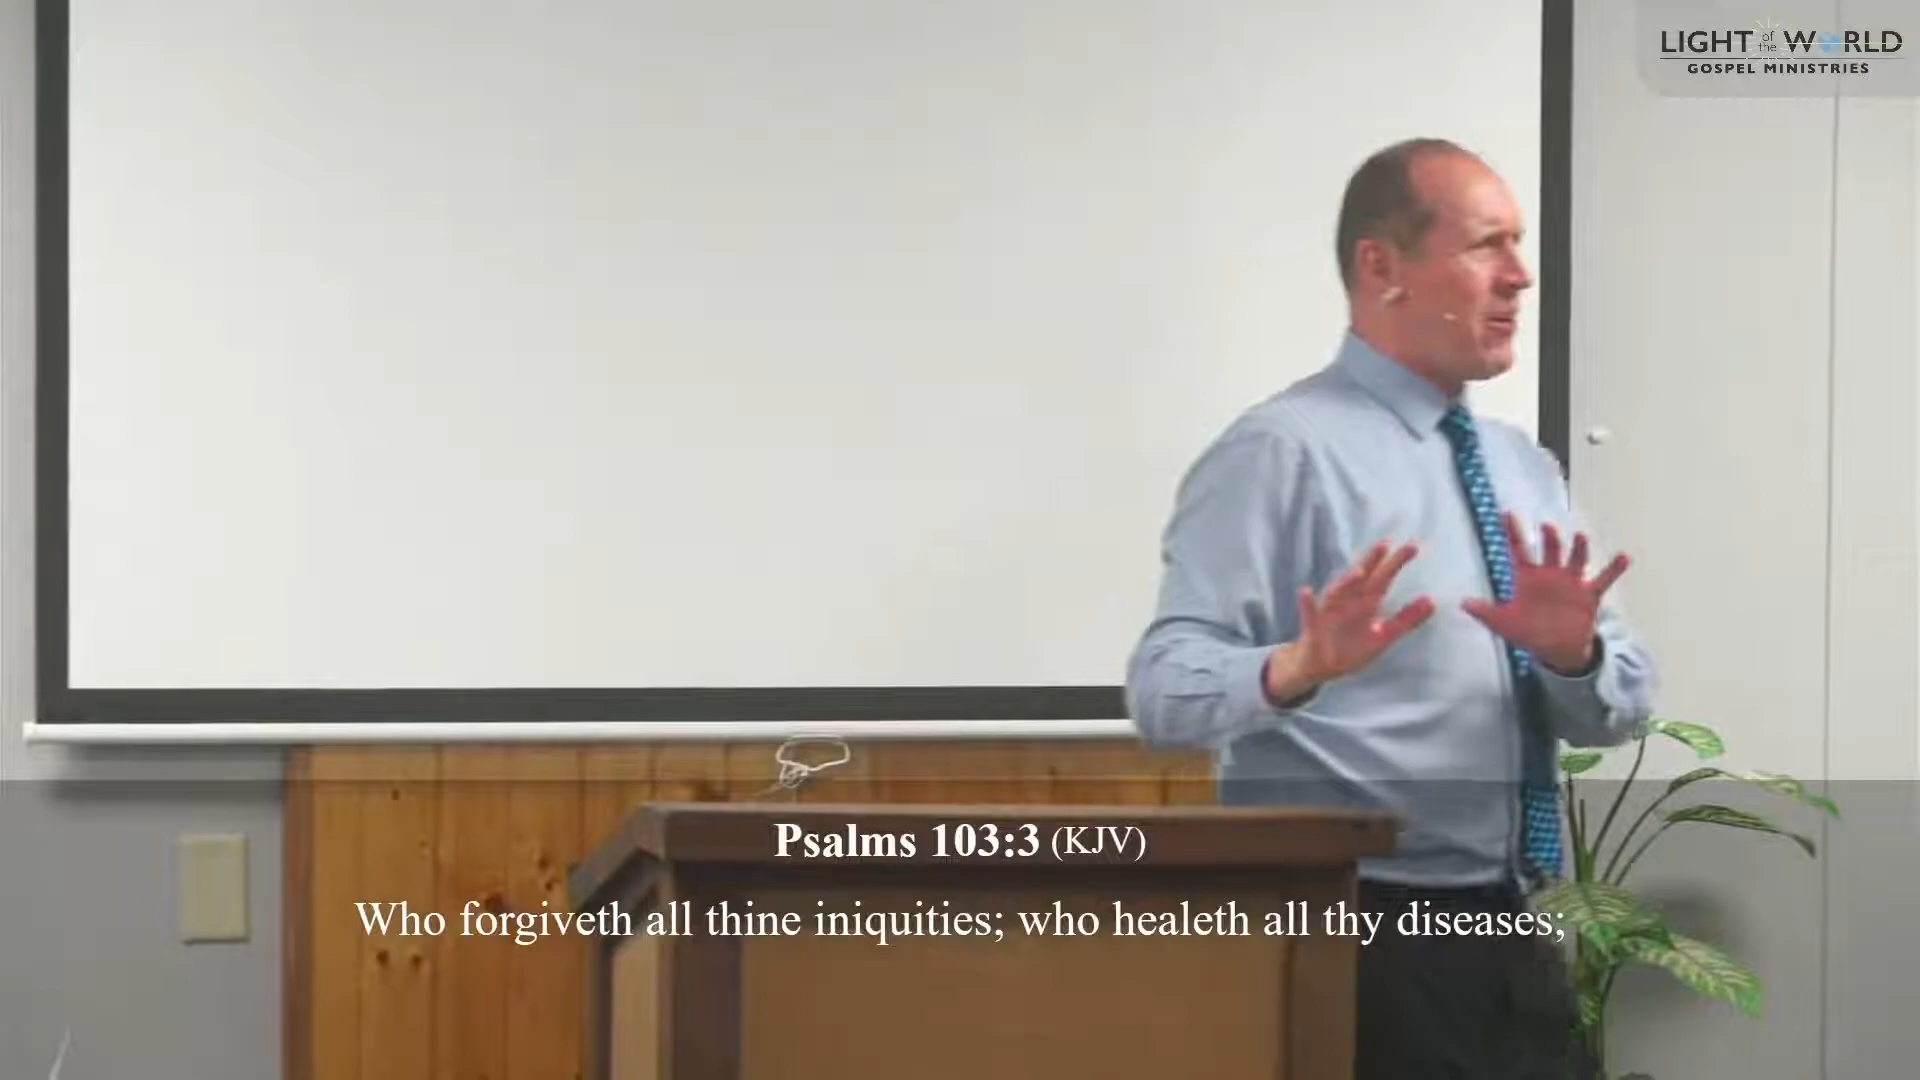 LIGHT of the WORLD
GOSPEL MINISTRIES
Psalms 103:3 (KJV)
Who forgiveth all thine iniquities; who healeth all thy diseases;